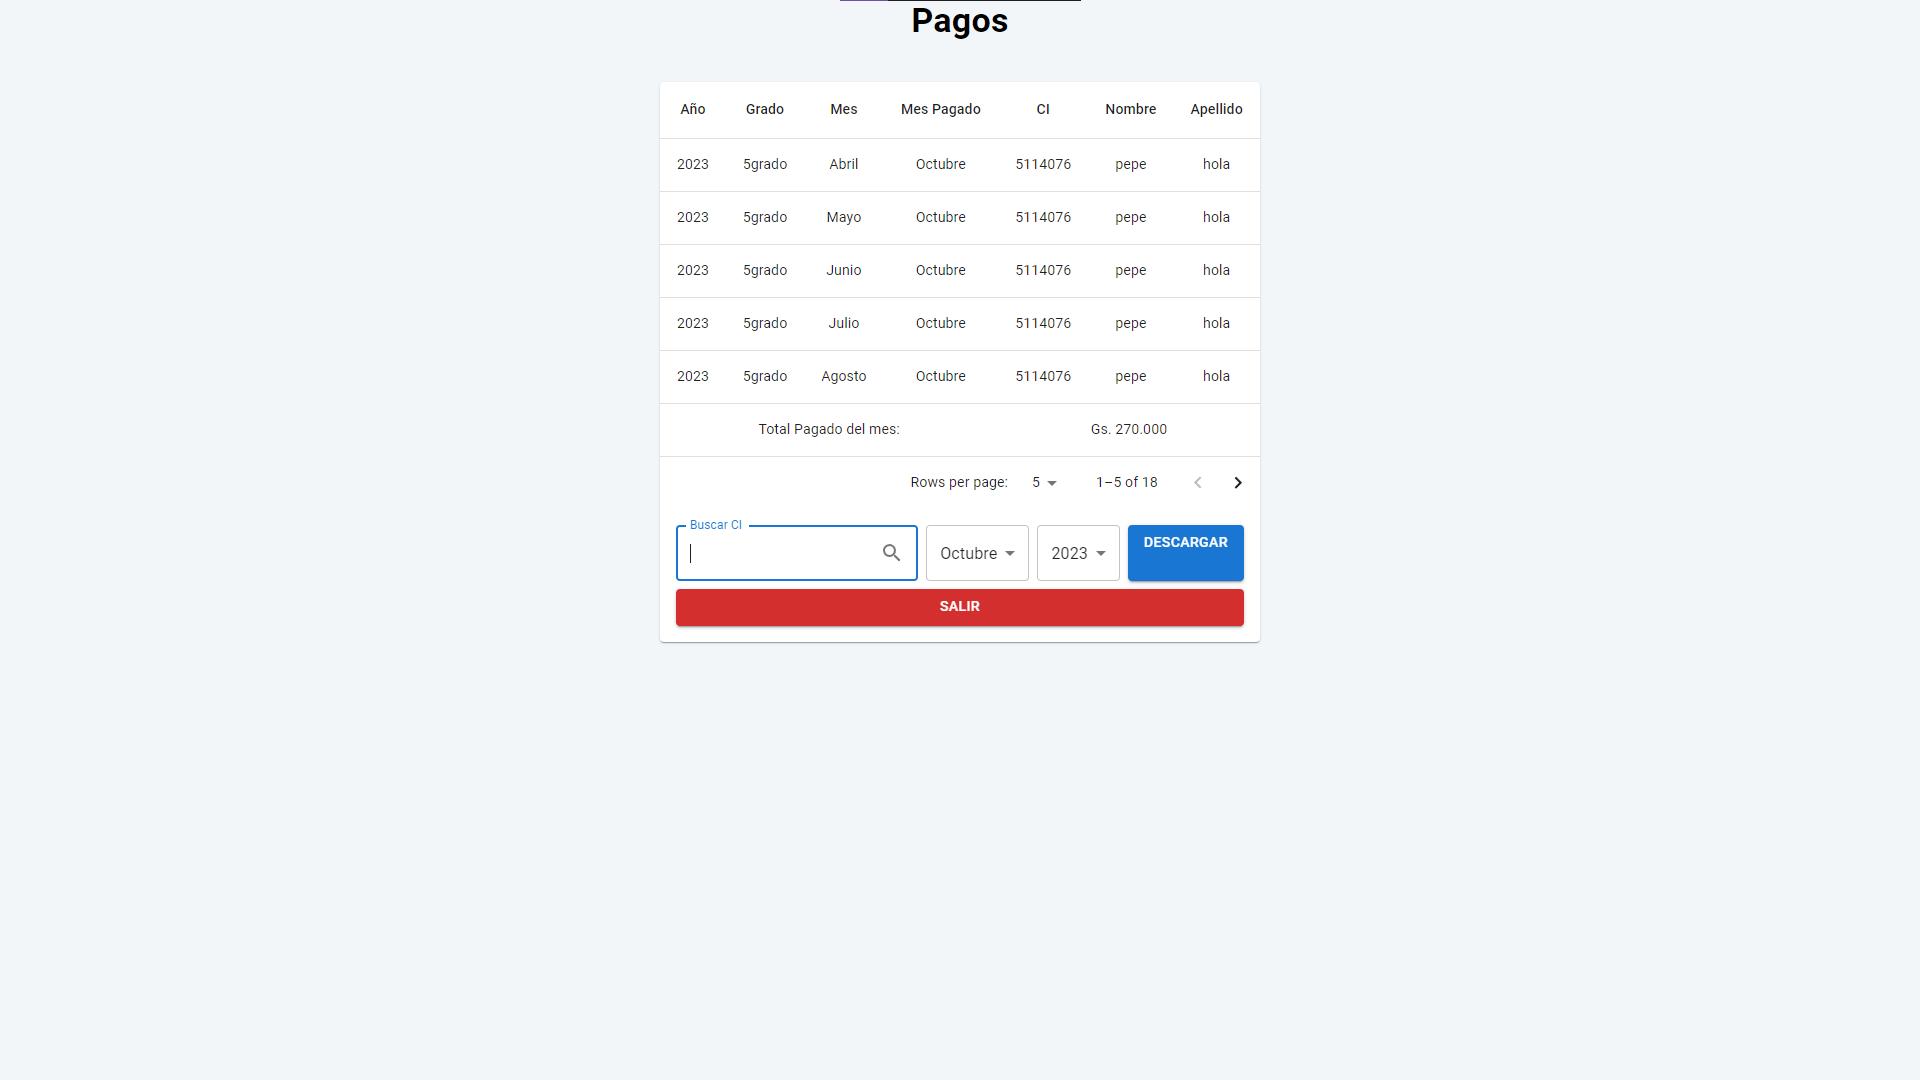 Pagos
Año Grado Mes Mes Pagado CI Nombre Apellido
2023 5grado Abril Octubre 5114076 pepe hola
2023 5grado Mayo Octubre 5114076 pepe hola
2023 5grado Junio Octubre 5114076 pepe hola
2023 5grado Julio Octubre 5114076 pepe hola
2023 5grado Agosto Octubre 5114076 pepe hola
Total Pagado del mes: Gs. 270.000
Rows per page: 5 1–5 of 18
Buscar CI
Octubre 2023 DESCARGAR
SALIR